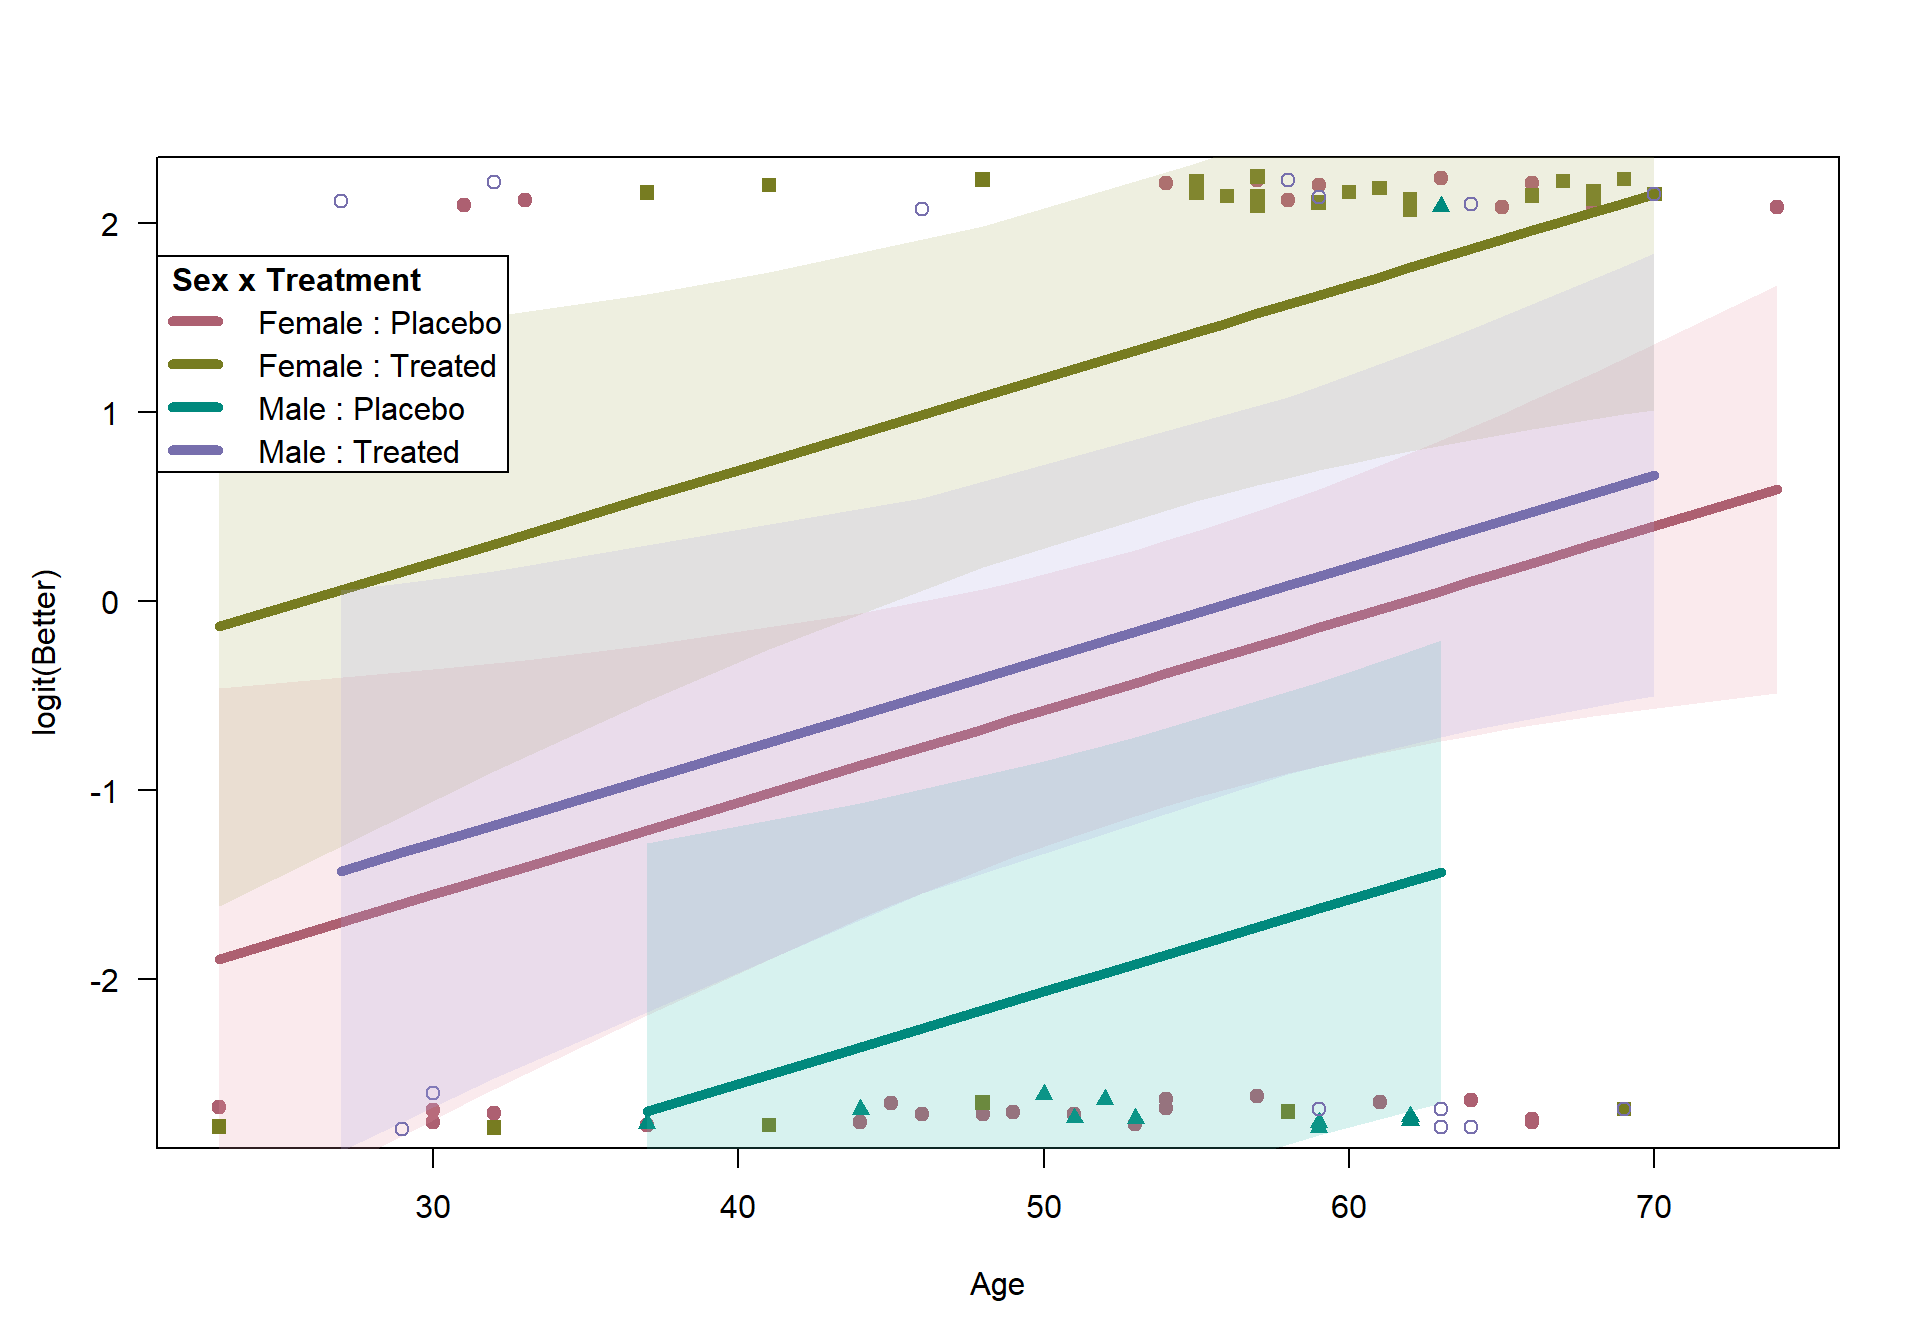 2
1
0
-1
-2
logit(Better)
Sex x Treatment
Female : Placebo
Female : Treated
Male : Placebo
Male : Treated
30 40 50 60 70
Age